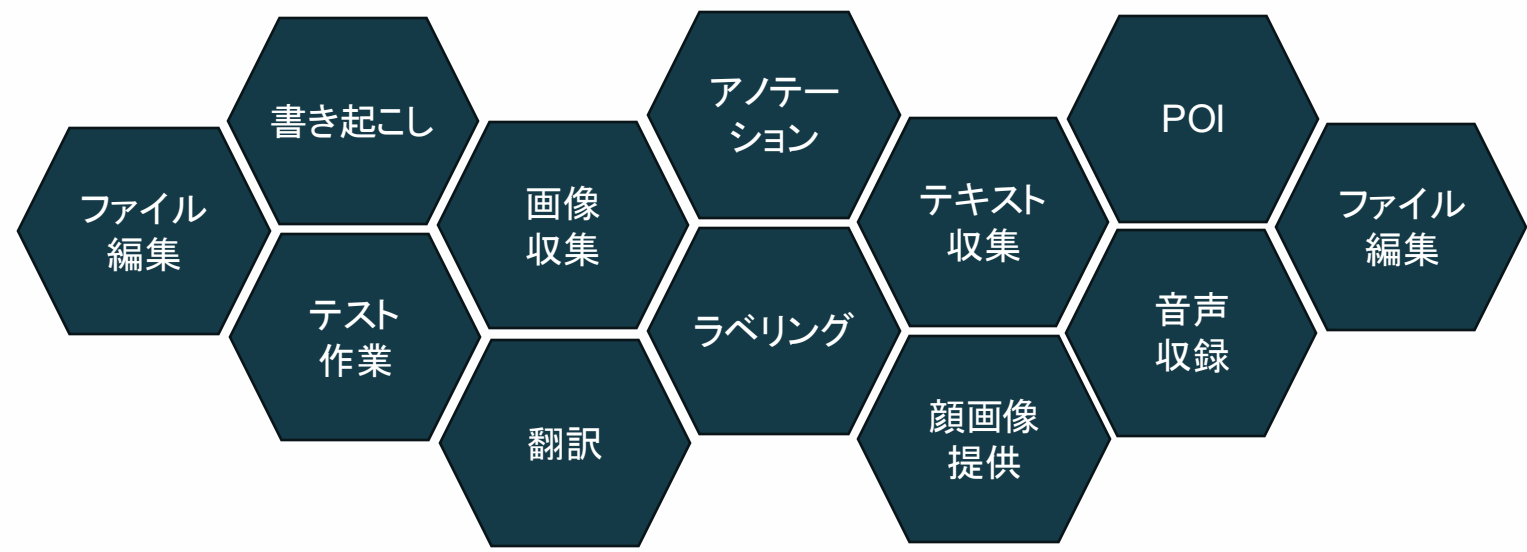 ファイル
編集
書き起こし
テスト
作業
画像
収集
翻訳
アノテー
ション
ラベリング
テキスト
収集
顔画像
提供
POI
音声
収録
ファイル
編集